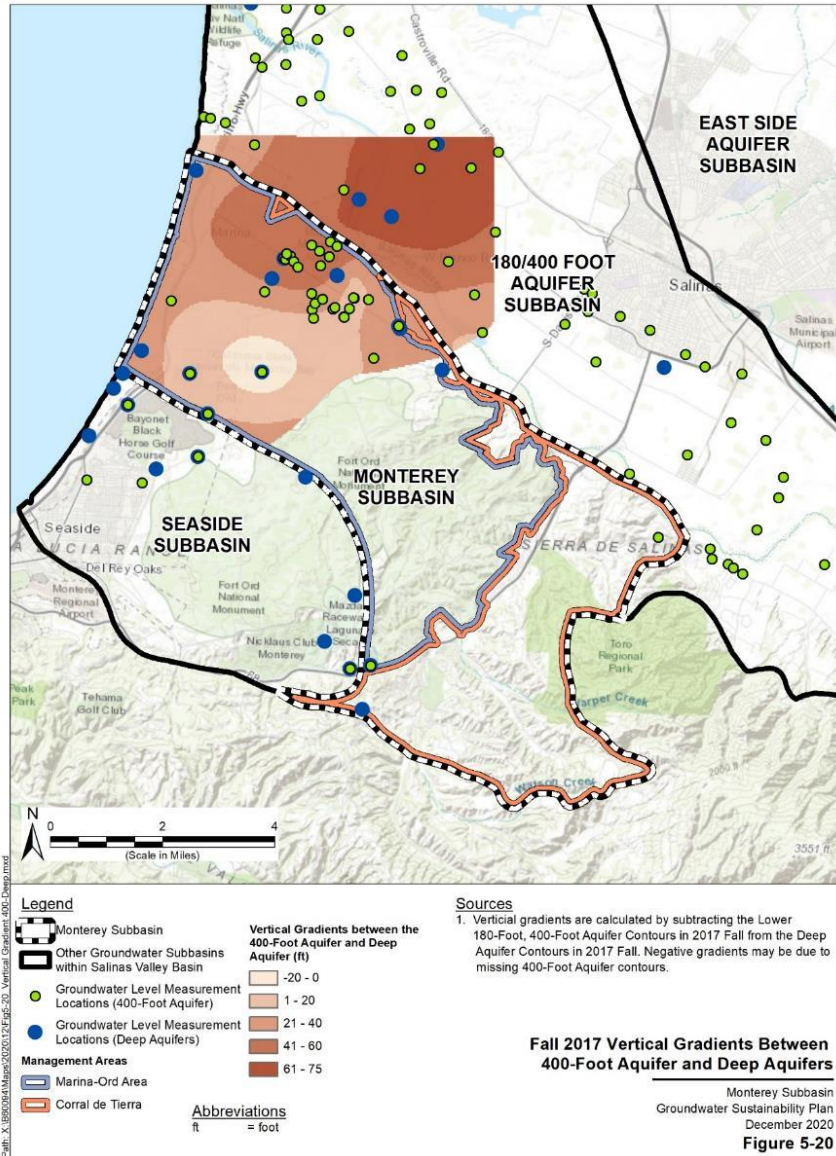 Salinas
Riv Natl
Wildlife
Refuge
Salinas River
Castroville-Rd
EAST SIDE
AQUIFER
SUBBASIN
Marina
180/400 FOOT
AQUIFER
SUBBASIN
Salinas
S-Davis
Salinas
Municipal
Airport
Bayonet
Black
Horse Golf
Course
Fort Ord
National
Monument
MONTEREY
SUBBASIN
SEASIDE
SUBBASIN
Seaside
SIERRA DE SALINAS
Del Rey Oaks
Monterey
Regional
Airport
Fort Ord
National
Monument
Mazda
Raceway
Laguna
Seca
Nicklaus Club
Monterey
Toro
Regional
Park
Peak
Park
Tehama
Golf Club
68
Harper Creek
Watson Creek
N
0 2 4
(Scale in Miles)
3551 ft
Legend
Monterey Subbasin
Other Groundwater Subbasins
within Salinas Valley Basin
Groundwater Level Measurement
Locations (400-Foot Aquifer)
Groundwater Level Measurement
Locations (Deep Aquifers)
Management Areas
Marina-Ord Area
Corral de Tierra
Vertical Gradients between the
400-Foot Aquifer and Deep
Aquifer (ft)
-20 - 0
1 - 20
21 - 40
41 - 60
61 - 75
Abbreviations
ft = foot
Sources
1. Verticial gradients are calculated by subtracting the Lower
180-Foot, 400-Foot Aquifer Contours in 2017 Fall from the Deep
Aquifer Contours in 2017 Fall. Negative gradients may be due to
missing 400-Foot Aquifer contours.
Fall 2017 Vertical Gradients Between
400-Foot Aquifer and Deep Aquifers
Monterey Subbasin
Groundwater Sustainability Plan
December 2020
Figure 5-20